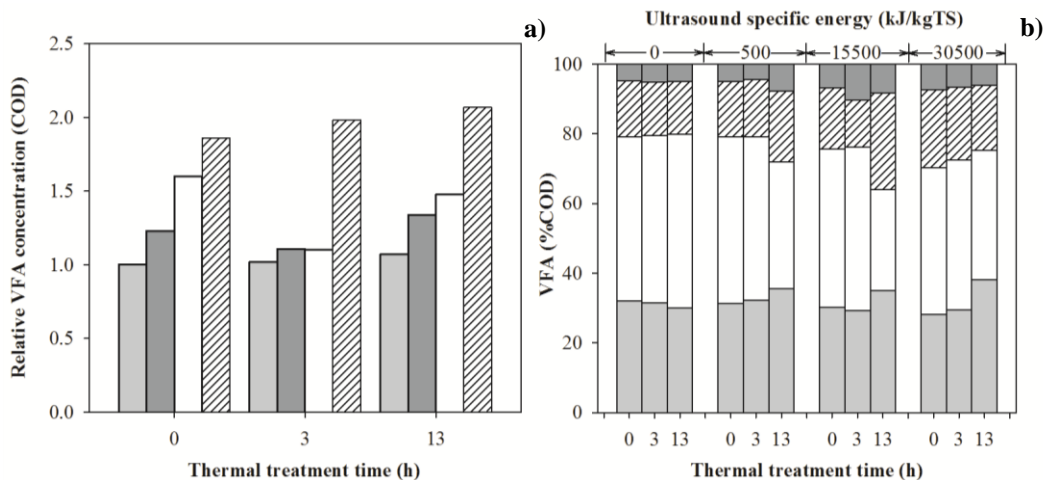 a)
Relative VFA concentration (COD)
2.5
2.0
1.5
1.0
0.5
0.0
0 3 13
Thermal treatment time (h)
b)
Ultrasound specific energy (kJ/kgTS)
0 500 15500 30500
VFA (%COD)
100
80
60
40
20
0
0 3 13 0 3 13 0 3 13 0 3 13
Thermal treatment time (h)